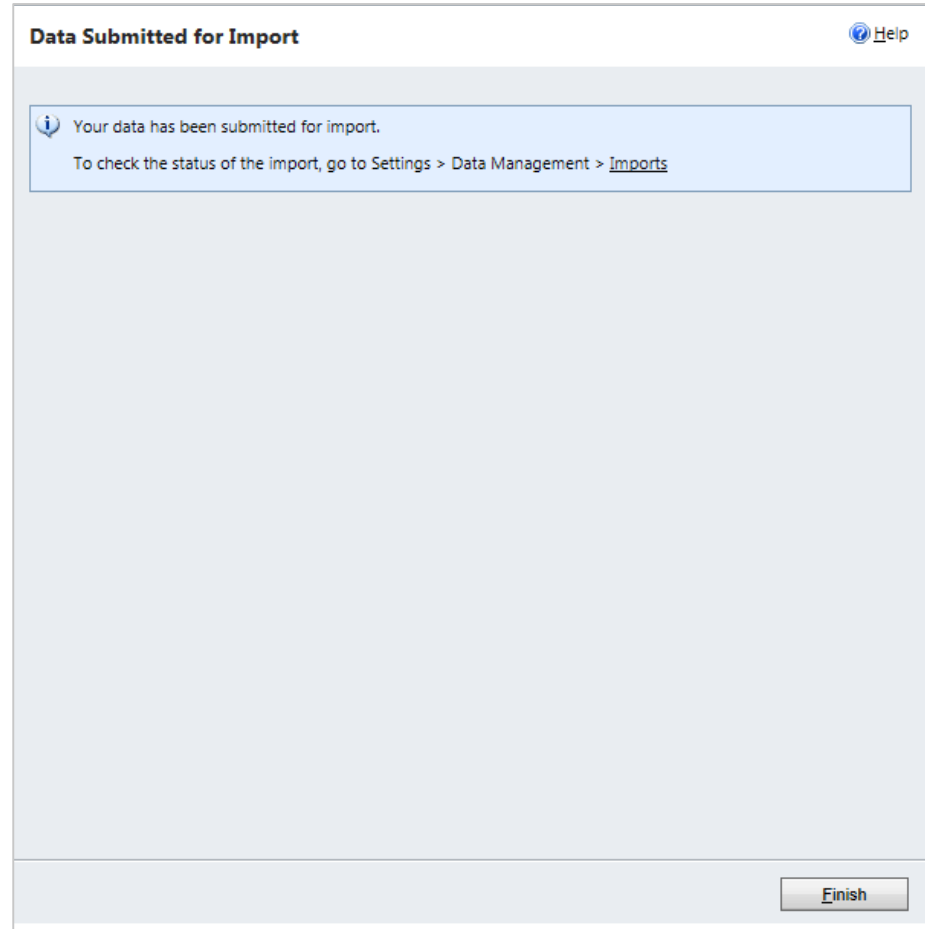 Data Submitted for Import
Help
Your data has been submitted for import.
To check the status of the import, go to Settings > Data Management > Imports
Finish